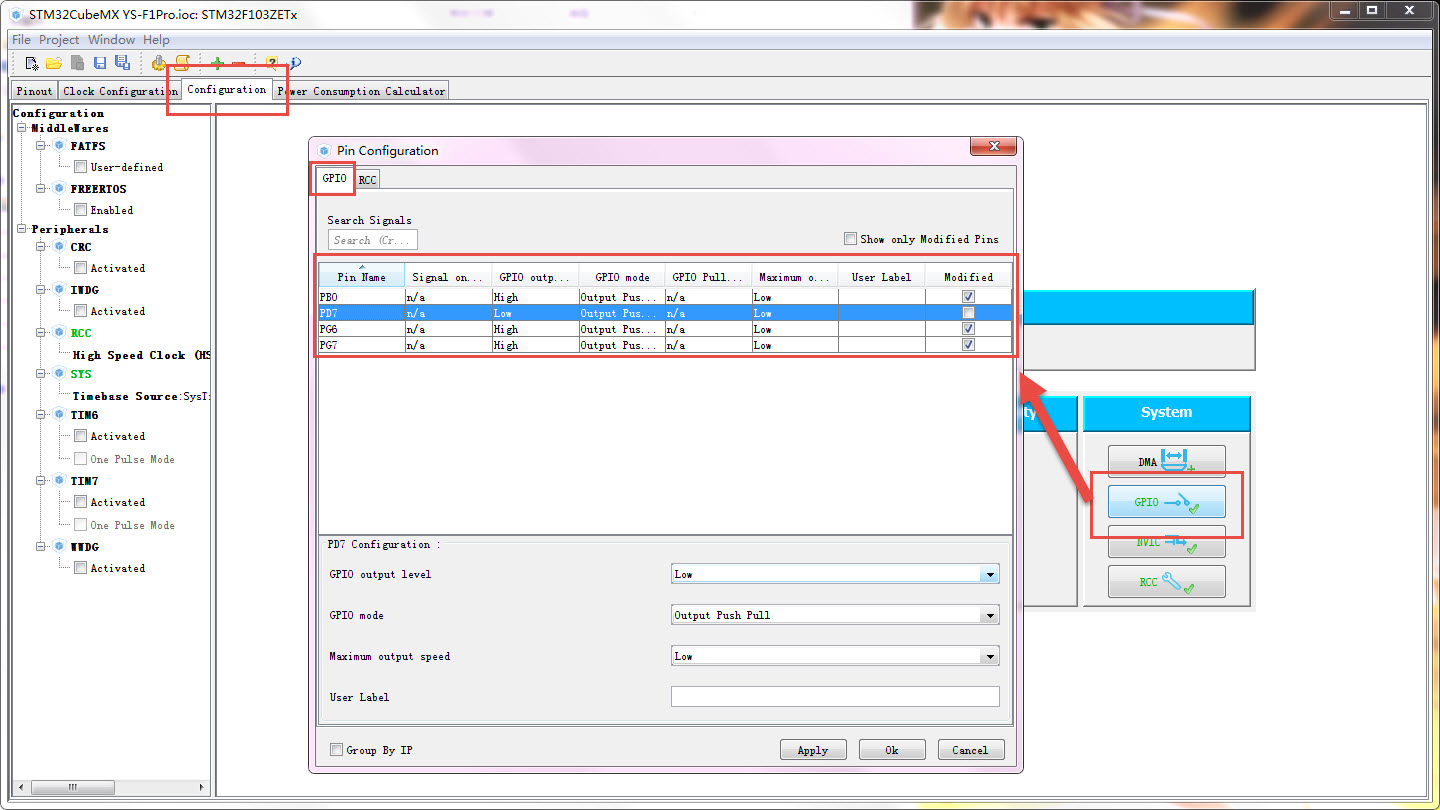 STM32CubeMX YS-F1Pro.ioc: STM32F103ZETx
File Project Window Help
Pinout Clock Configuration Configuration Power Consumption Calculator
Configuration
MiddleWares
FATFS
User-defined
FREERTOS
Enabled
Peripherals
CRC
Activated
IWDG
Activated
RCC
High Speed Clock (HS
SYS
Timebase Source:SysT
TIM6
Activated
One Pulse Mode
TIM7
Activated
One Pulse Mode
WWDG
Activated
Pin Configuration
GPIO RCC
Search Signals
Search (Cr...
Show only Modified Pins
Pin Name Signal on... GPIO outp... GPIO mode GPIO Pull... Maximum o... User Label Modified
PB0 n/a High Output Pus... n/a Low
PD7 n/a Low Output Pus... n/a Low
PG6 n/a High Output Pus... n/a Low
PG7 n/a High Output Pus... n/a Low
PD7 Configuration :
GPIO output level Low
GPIO mode Output Push Pull
Maximum output speed Low
User Label
Group By IP
Apply Ok Cancel
ty
System
DMA
GPIO
NVIC
RCC